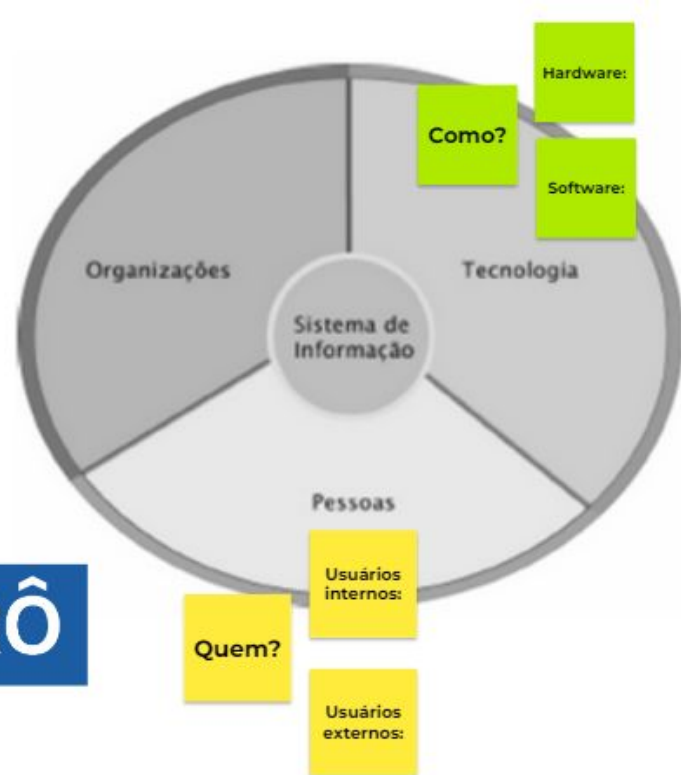 Hardware:
Como?
Software:
Organizações
Tecnologia
Sistema de
Informação
Pessoas
Usuários
internos:
Quem?
Usuários
externos:
Ô